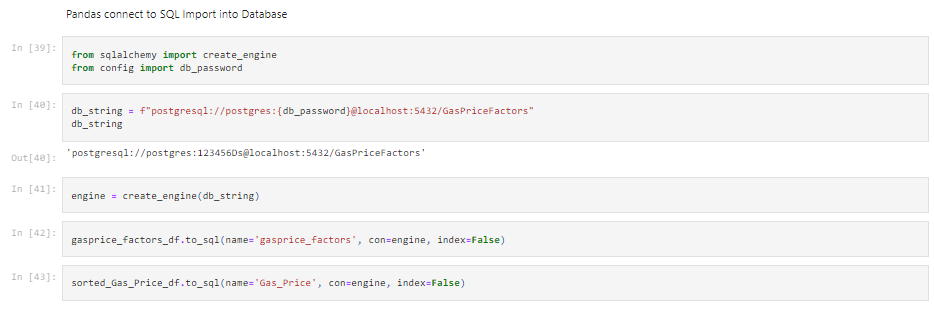 Pandas connect to SQL Import into Database
In [39]:
from sqlalchemy import create_engine
from config import db_password
In [40]:
db_string = f"postgresql://postgres:{db_password}@localhost:5432/GasPriceFactors"
db_string
Out[40]:
'postgresql://postgres:123456Ds@localhost:5432/GasPriceFactors'
In [41]:
engine = create_engine(db_string)
In [42]:
gasprice_factors_df.to_sql(name='gasprice_factors', con=engine, index=False)
In [43]:
sorted_Gas_Price_df.to_sql(name='Gas_Price', con=engine, index=False)